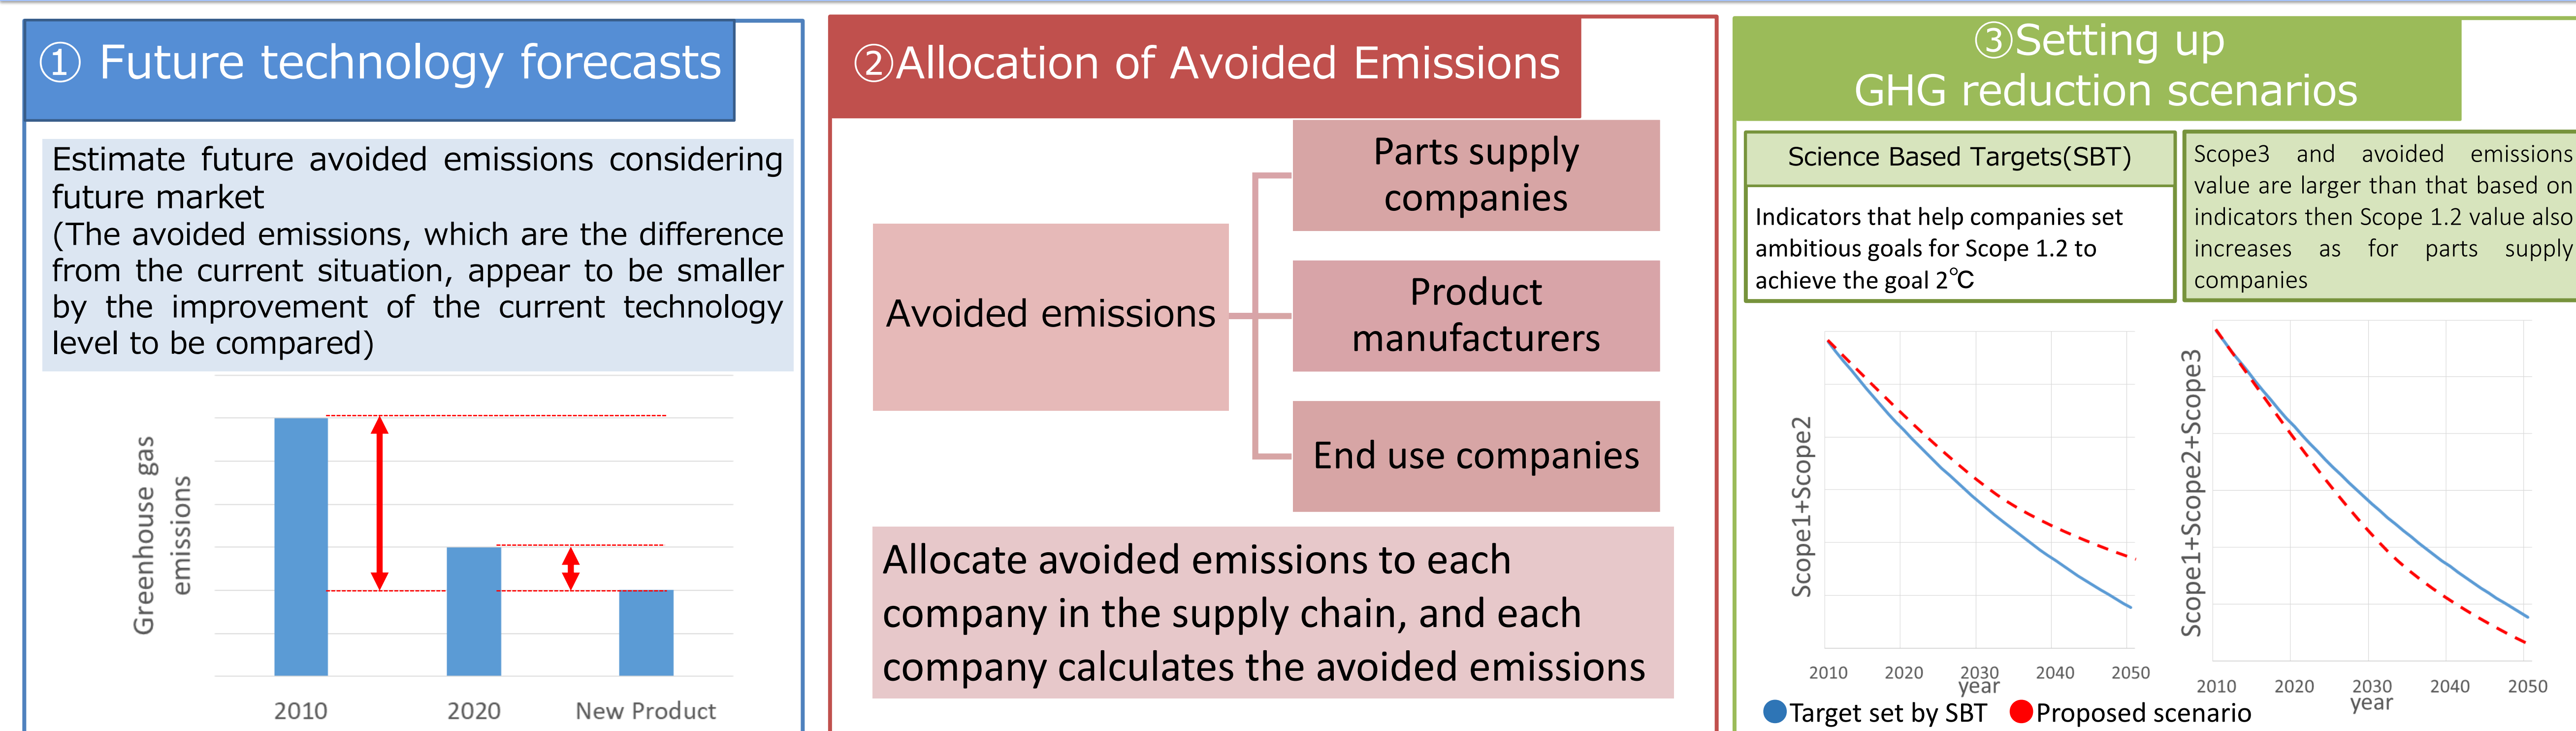 ① Future technology forecasts
Estimate future avoided emissions considering
future market
(The avoided emissions, which are the difference
from the current situation, appear to be smaller
by the improvement of the current technology
level to be compared)
Greenhouse gas
emissions
2010
2020
New Product
②Allocation of Avoided Emissions
Avoided emissions
Parts supply
companies
Product
manufacturers
End use companies
Allocate avoided emissions to each
company in the supply chain, and each
company calculates the avoided emissions
③Setting up
GHG reduction scenarios
Science Based Targets(SBT)
Indicators that help companies set
ambitious goals for Scope 1.2 to
achieve the goal 2℃
Scope3 and avoided emissions
value are larger than that based on
indicators then Scope 1.2 value also
increases as for parts supply
companies
Scope1+Scope2
2010 2020 2030 2040 2050
year
Scope1+Scope2+Scope3
2010 2020 2030 2040 2050
year
Target set by SBT
Proposed scenario